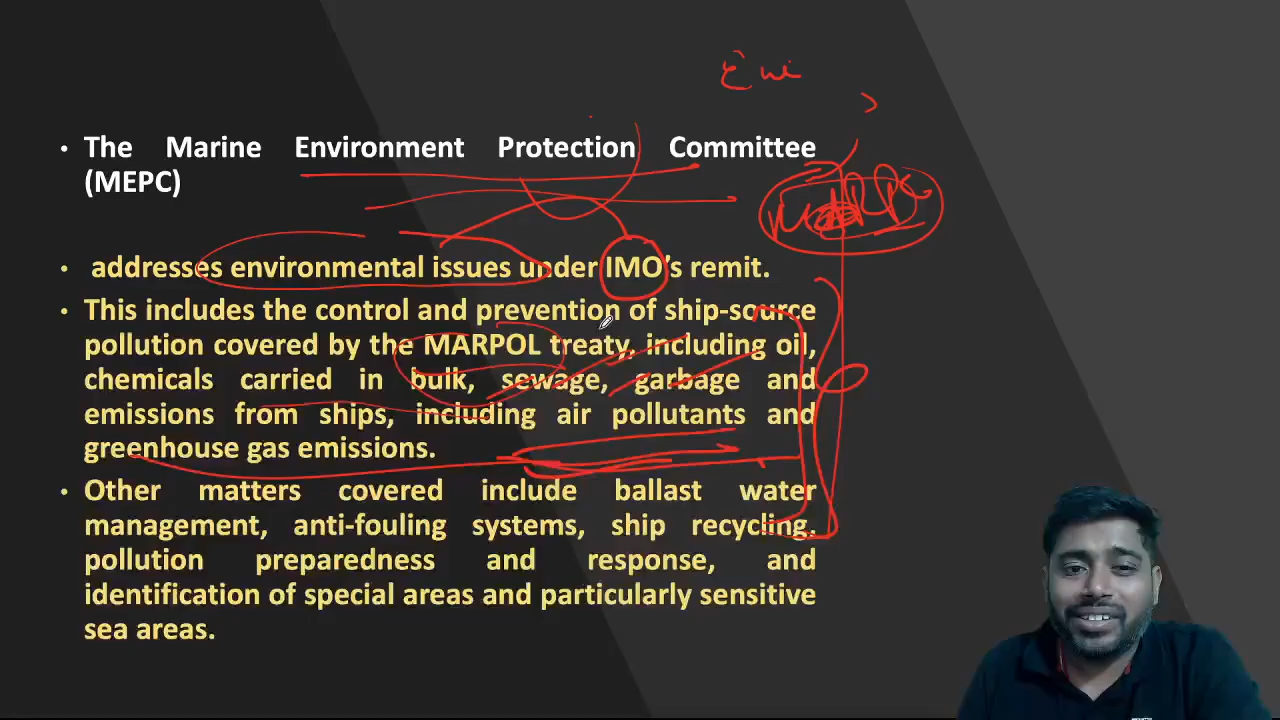 • The Marine Environment Protection Committee
(MEPC)
• addresses environmental issues under IMO's remit.
• This includes the control and prevention of ship-source
pollution covered by the MARPOL treaty, including oil,
chemicals carried in bulk, sewage, garbage and
emissions from ships, including air pollutants and
greenhouse gas emissions.
• Other matters covered include ballast water
management, anti-fouling systems, ship recycling,
pollution preparedness and response, and
identification of special areas and particularly sensitive
sea areas.